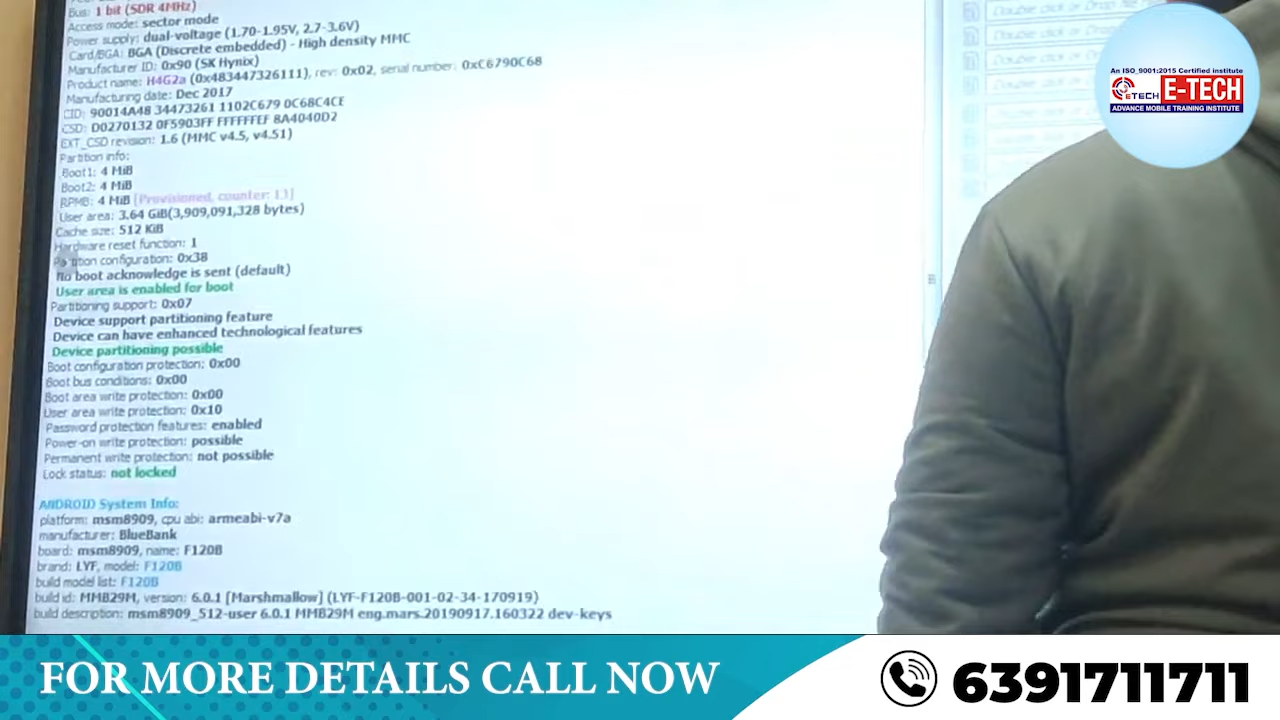 Bus: 1 bit (SDR 4MHz)
Access mode: sector mode
Power supply: dual-voltage (1.70-1.95V, 2.7-3.6V)
Card/BGA: BGA (Discrete embedded) - High density MMC
Manufacturer ID: 0x90 (SK Hynix)
Product name: H4G2a (0x483447326111), rev: 0x02, serial number: 0xC6790C68
Manufacturing date: Dec 2017
CID: 90014A48 34473261 1102C679 0C68C4CE
CSD: D0270132 0F5903FF FFFFFFEF 8A4040D2
EXT_CSD revision: 1.6 (MMC v4.5, v4.51)
Partition info:
Boot1: 4 MiB
Boot2: 4 MiB
RPMB: 4 MiB [Provisioned, counter: 13]
User area: 3.64 GiB(3,909,091,328 bytes)
Cache size: 512 KiB
Hardware reset function: 1
Partition configuration: 0x38
No boot acknowledge is sent (default)
User area is enabled for boot
Partitioning support: 0x07
Device support partitioning feature
Device can have enhanced technological features
Device partitioning possible
Boot configuration protection: 0x00
Boot bus conditions: 0x00
Boot area write protection: 0x00
User area write protection: 0x10
Password protection features: enabled
Power-on write protection: possible
Permanent write protection: not possible
Lock status: not locked
ANDROID System Info:
platform: msm8909, cpu abi: armeabi-v7a
manufacturer: BlueBank
board: msm8909, name: F120B
brand: LYF, model: F120B
build model list: F120B
build id: MMB29M, version: 6.0.1 [Marshmallow] (LYF-F120B-001-02-34-170919)
build description: msm8909_512-user 6.0.1 MMB29M eng.mars.20190917.160322 dev-keys
Double click or Drop
Double click or Drop
An ISO_9001:2015 Certified institute
ETECH E-TECH
ADVANCE MOBILE TRAINING INSTITUTE
FOR MORE DETAILS CALL NOW
6391711711